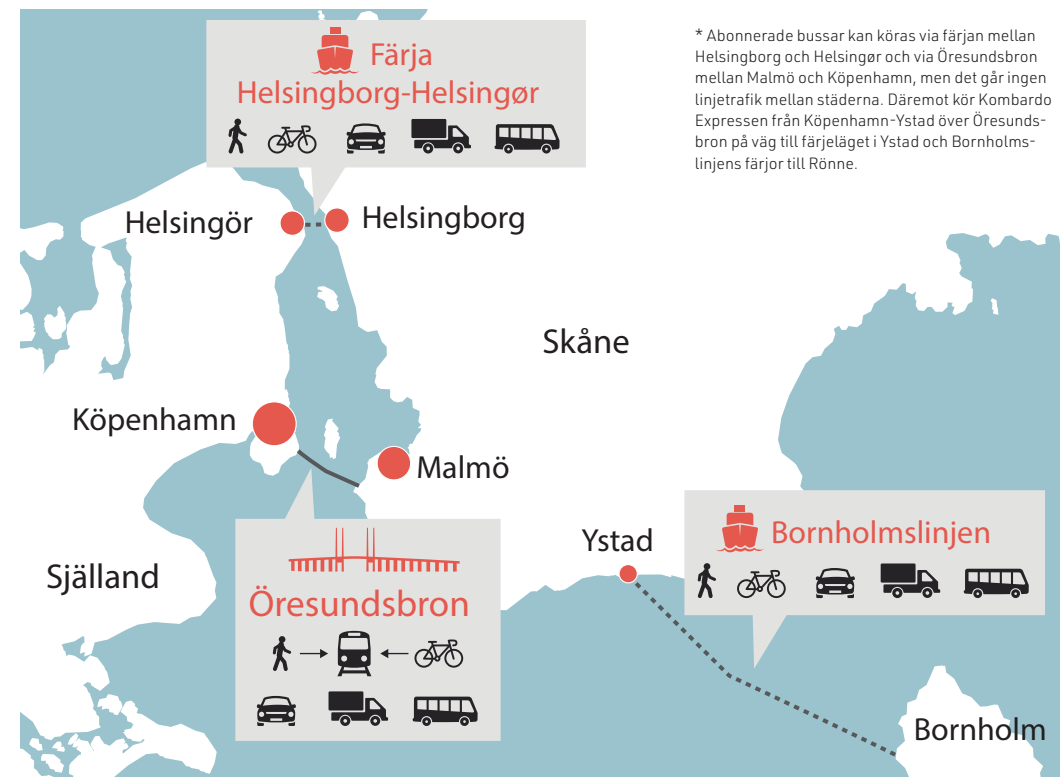 * Abonnerade bussar kan köras via färjan mellan
Helsingborg och Helsingør och via Öresundsbron
mellan Malmö och Köpenhamn, men det går ingen
linjetrafik mellan städerna. Däremot kör Kombardo
Expressen från Köpenhamn-Ystad över Öresunds-
bron på väg till färjeläget i Ystad och Bornholms-
linjens färjor till Rönne.
Färja
Helsingborg-Helsingør
Helsingör
Helsingborg
Skåne
Köpenhamn
Malmö
Ystad
Bornholmslinjen
Själland
Öresundsbron
Bornholm